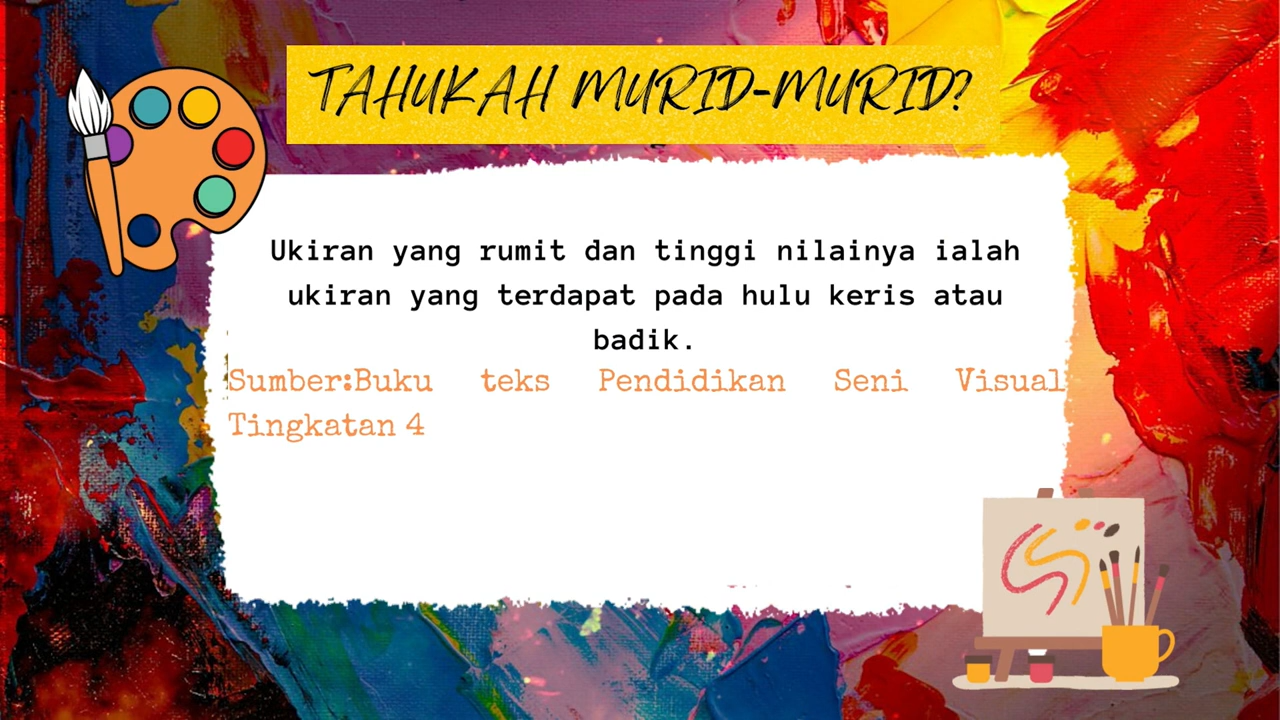 TAHUKAH MURID-MURID?
Ukiran yang rumit dan tinggi nilainya ialah
ukiran yang terdapat pada hulu keris atau
badik.
Sumber:Buku teks Pendidikan Seni Visual
Tingkatan 4